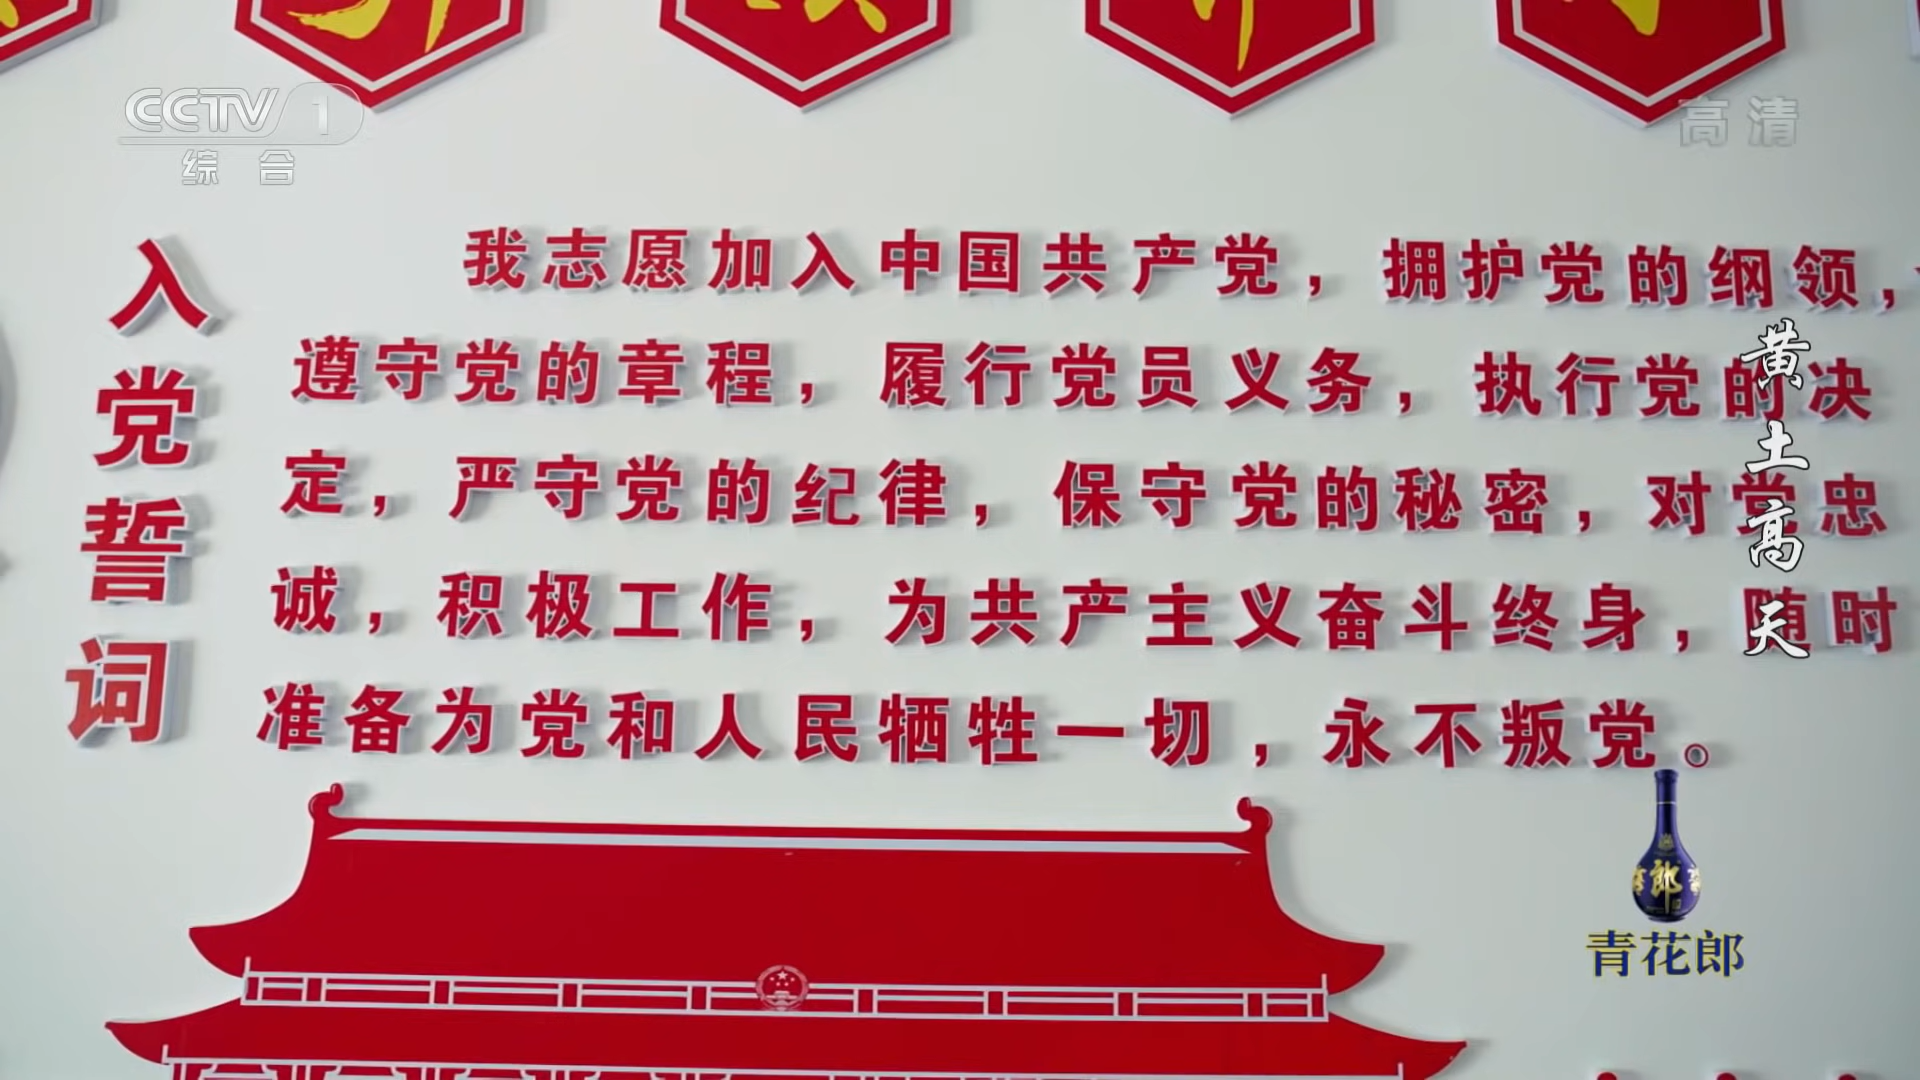 CCTV 1
综合
高清
入党誓词
我志愿加入中国共产党，拥护党的纲领，
遵守党的章程，履行党员义务，执行党的决
定，严守党的纪律，保守党的秘密，对党忠
诚，积极工作，为共产主义奋斗终身，随时
准备为党和人民牺牲一切，永不叛党。
黄土高天
郎
青花郎